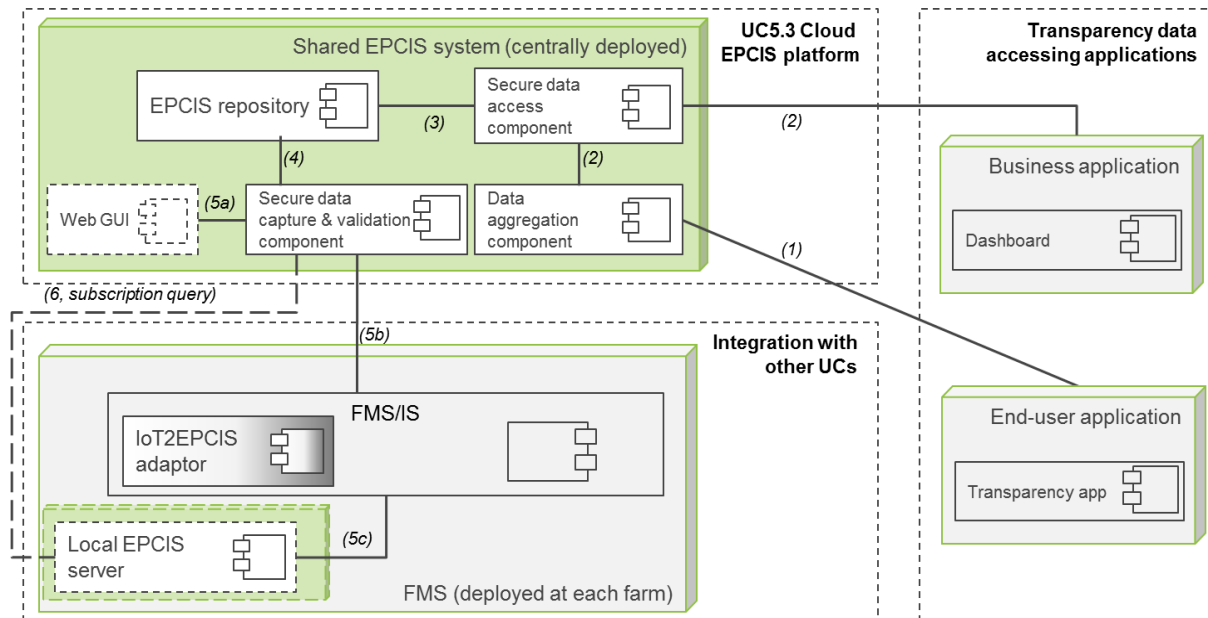 UC5.3 Cloud
EPCIS platform
Shared EPCIS system (centrally deployed)
EPCIS repository
(3)
Secure data
access
component
(2)
(4)
(2)
Web GUI
(5a)
Secure data
capture & validation
component
Data
aggregation
component
(1)
(6, subscription query)
(5b)
Transparency data
accessing applications
Business application
Dashboard
End-user application
Transparency app
Integration with
other UCs
FMS/IS
IoT2EPCIS
adaptor
(5c)
Local EPCIS
server
FMS (deployed at each farm)